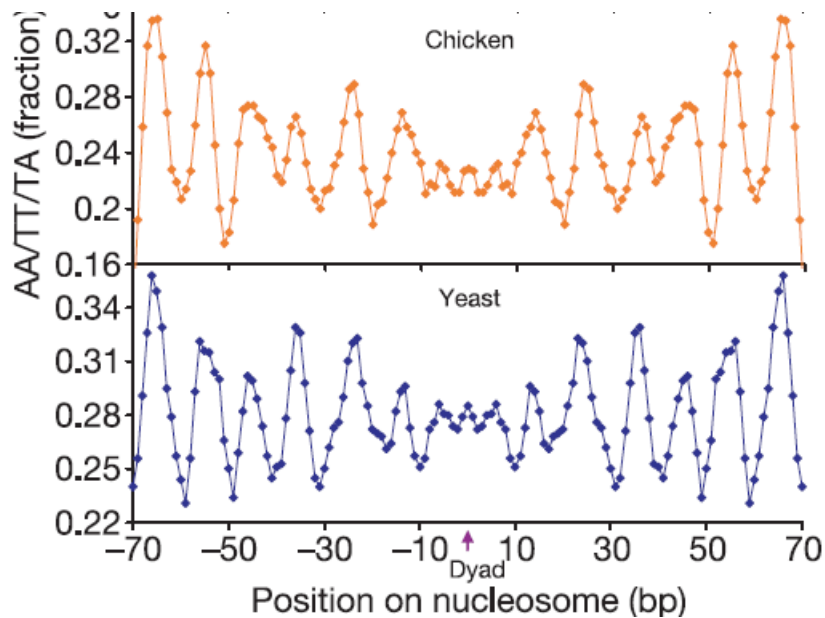 AA/TT/TA (fraction)
Chicken
0.32
0.28
0.24
0.2
0.16
Yeast
0.34
0.31
0.28
0.25
0.22
−70 −50 −30 −10 10 30 50 70
Dyad
Position on nucleosome (bp)